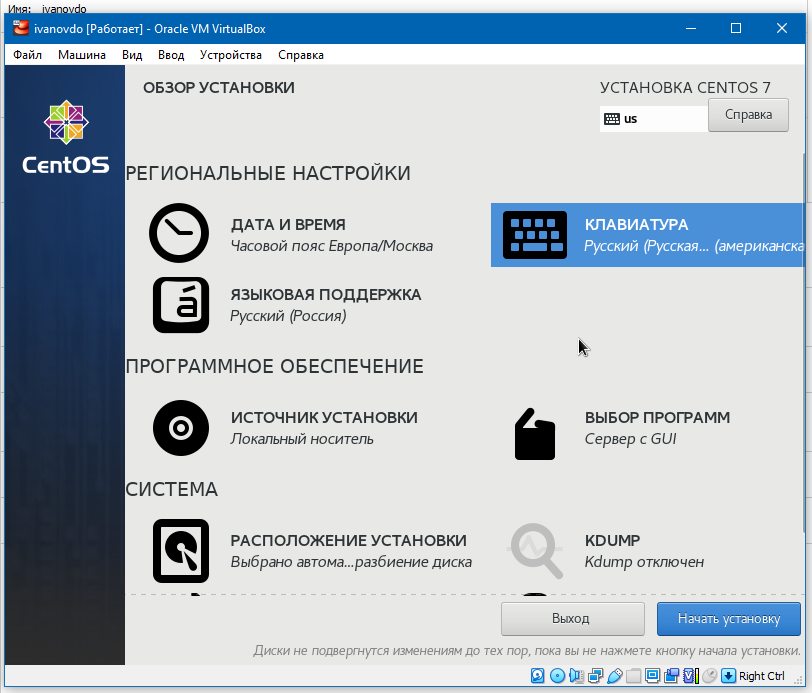 Имя: ivanovdo
ivanovdo [Работает] - Oracle VM VirtualBox
Файл Машина Вид Ввод Устройства Справка
ОБЗОР УСТАНОВКИ
УСТАНОВКА CENTOS 7
us
Справка
CentOS
РЕГИОНАЛЬНЫЕ НАСТРОЙКИ
ДАТА И ВРЕМЯ
Часовой пояс Европа/Москва
КЛАВИАТУРА
Русский (Русская... (американска
ЯЗЫКОВАЯ ПОДДЕРЖКА
Русский (Россия)
ПРОГРАММНОЕ ОБЕСПЕЧЕНИЕ
ИСТОЧНИК УСТАНОВКИ
Локальный носитель
ВЫБОР ПРОГРАММ
Сервер с GUI
СИСТЕМА
РАСПОЛОЖЕНИЕ УСТАНОВКИ
Выбрано автома...разбиение диска
KDUMP
Kdump отключен
Выход
Начать установку
Диски не подвергнутся изменениям до тех пор, пока вы не нажмете кнопку начала установки.
Right Ctrl